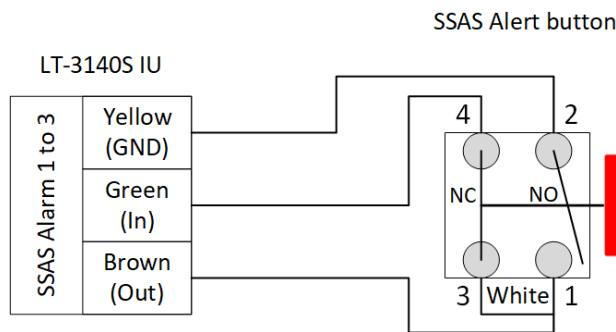 SSAS Alert button
LT-3140S IU
SSAS Alarm 1 to 3
Yellow
(GND)
Green
(In)
Brown
(Out)
4
2
NC
NO
3
White
1